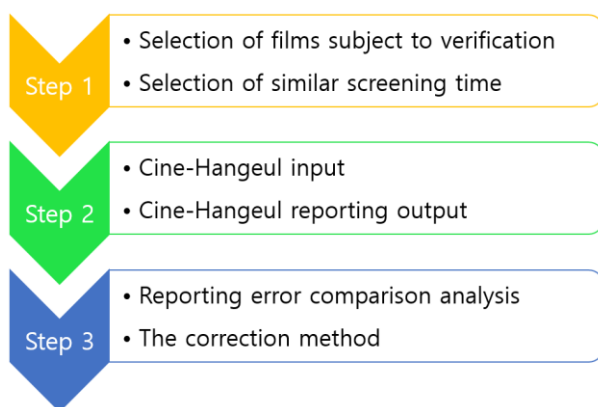 Step 1
• Selection of films subject to verification
• Selection of similar screening time
Step 2
• Cine-Hangeul input
• Cine-Hangeul reporting output
Step 3
• Reporting error comparison analysis
• The correction method